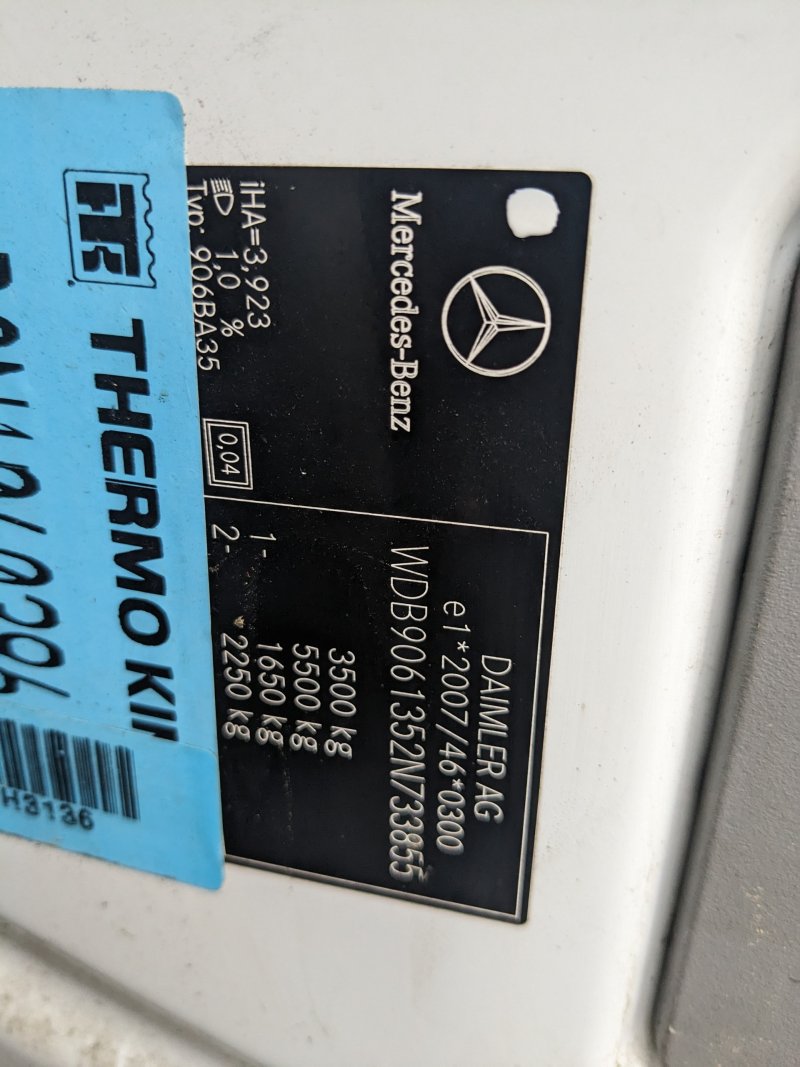 Mercedes-Benz
DAIMLER AG
e1*2007/46*0300
WDB9061352N733855
3500 kg
5500 kg
1- 1650 kg
2- 2250 kg
iHA=3,923
1,0 %
Typ: 906BA35
0,04
THERMO KI
H3136